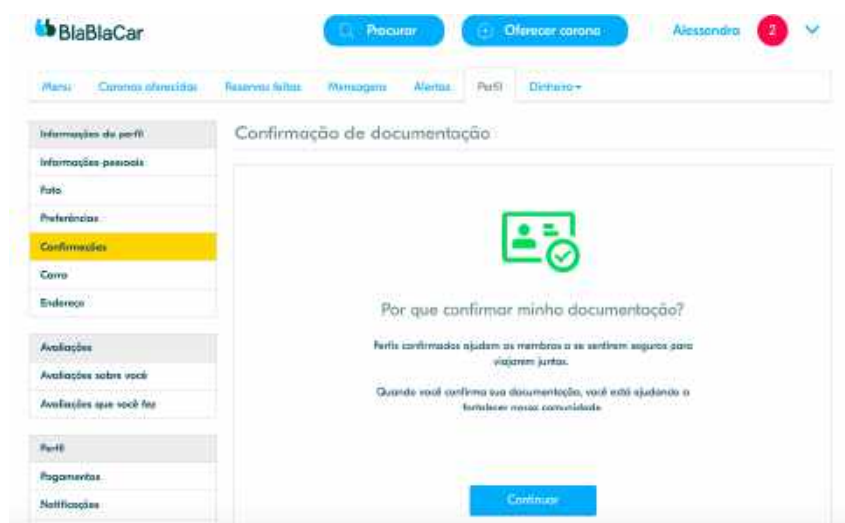 BlaBlaCar
Procurar
Oferecer carona
Alessandra
2
Menu
Caronas oferecidas
Reservas feitas
Mensagens
Alertas
Perfil
Dinheiro
Informações do perfil
Informações pessoais
Foto
Preferências
Confirmações
Carro
Endereço
Avaliações
Avaliações sobre você
Avaliações que você fez
Perfil
Pagamentos
Notificações
Confirmação de documentação
Por que confirmar minha documentação?
Perfis confirmados ajudam os membros a se sentirem seguros para
viajarem juntos.
Quando você confirma sua documentação, você está ajudando a
fortalecer nossa comunidade
Continuar